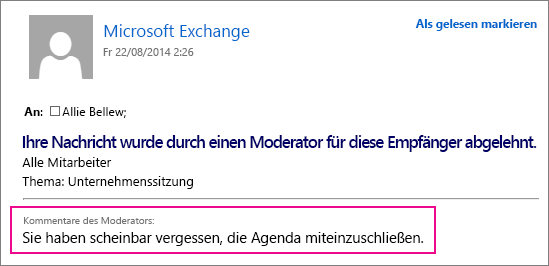 Microsoft Exchange
Als gelesen markieren
Fr 22/08/2014 2:26
An: Allie Bellew;
Ihre Nachricht wurde durch einen Moderator für diese Empfänger abgelehnt.
Alle Mitarbeiter
Thema: Unternehmenssitzung
Kommentare des Moderators:
Sie haben scheinbar vergessen, die Agenda miteinzuschließen.